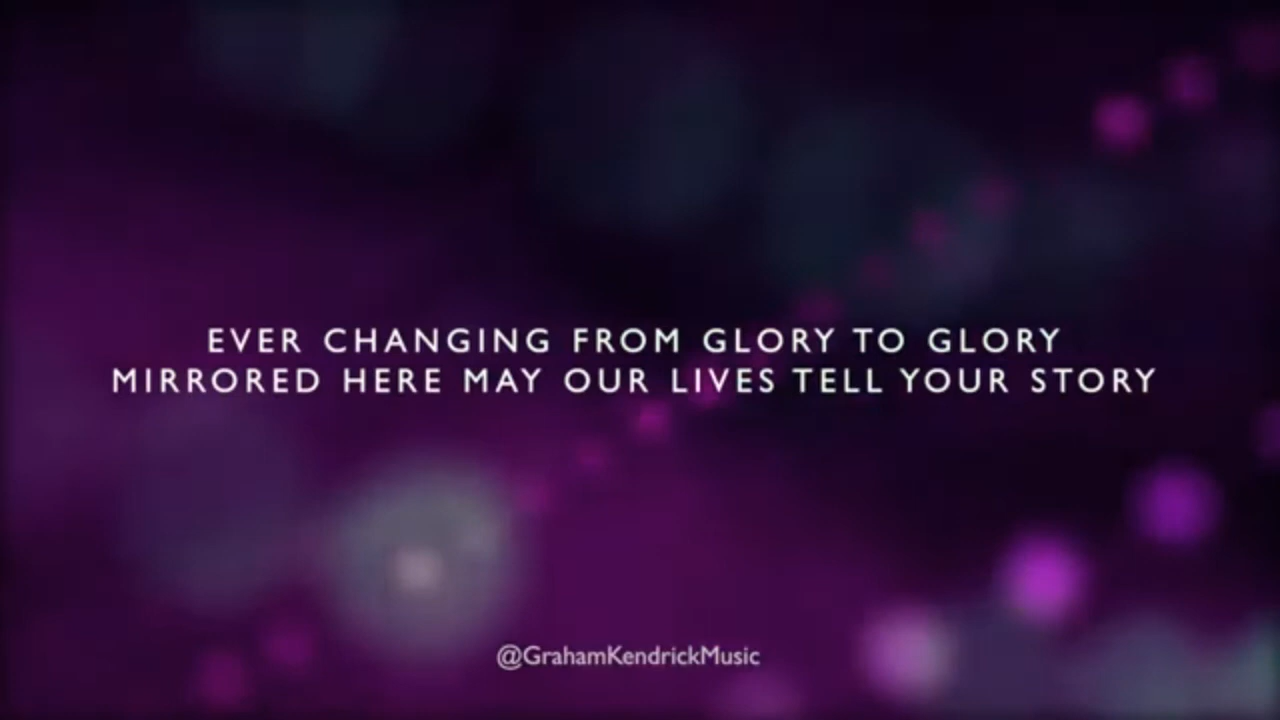 EVER CHANGING FROM GLORY TO GLORY
MIRRORED HERE MAY OUR LIVES TELL YOUR STORY
@GrahamKendrickMusic